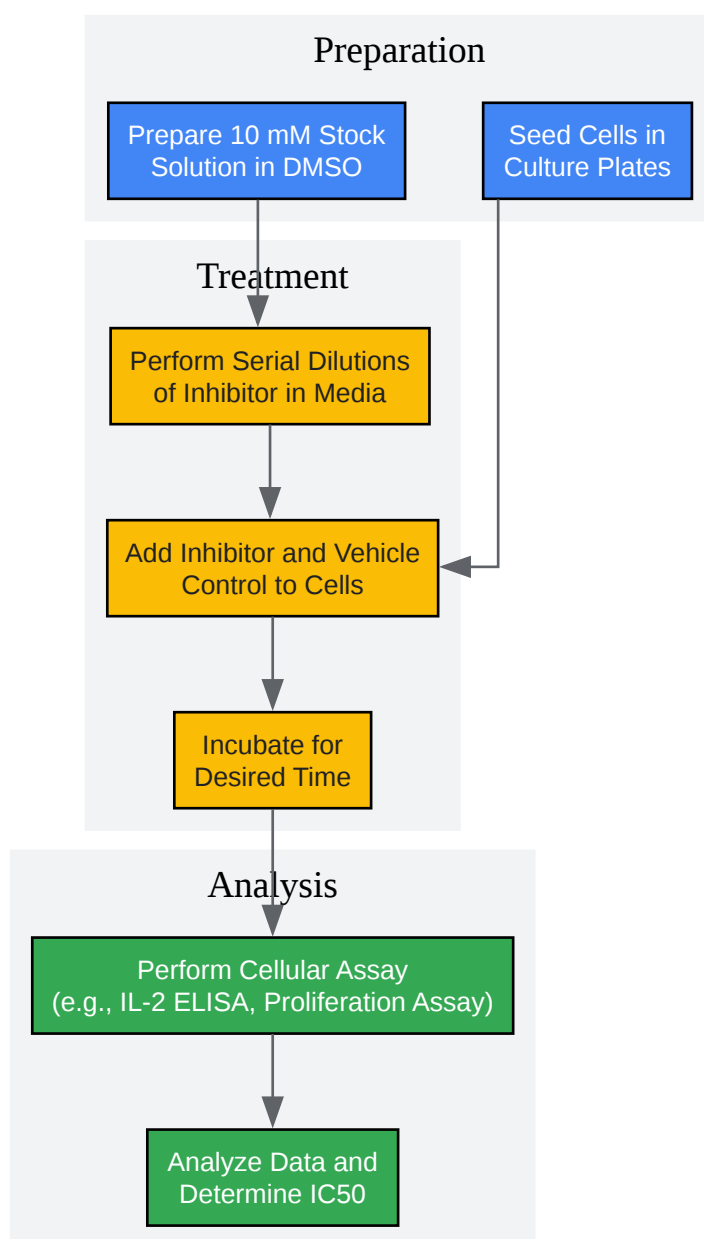 Preparation
Prepare 10 mM Stock
Solution in DMSO
Seed Cells in
Culture Plates
Treatment
Perform Serial Dilutions
of Inhibitor in Media
Add Inhibitor and Vehicle
Control to Cells
Incubate for
Desired Time
Analysis
Perform Cellular Assay
(e.g., IL-2 ELISA, Proliferation Assay)
Analyze Data and
Determine IC50